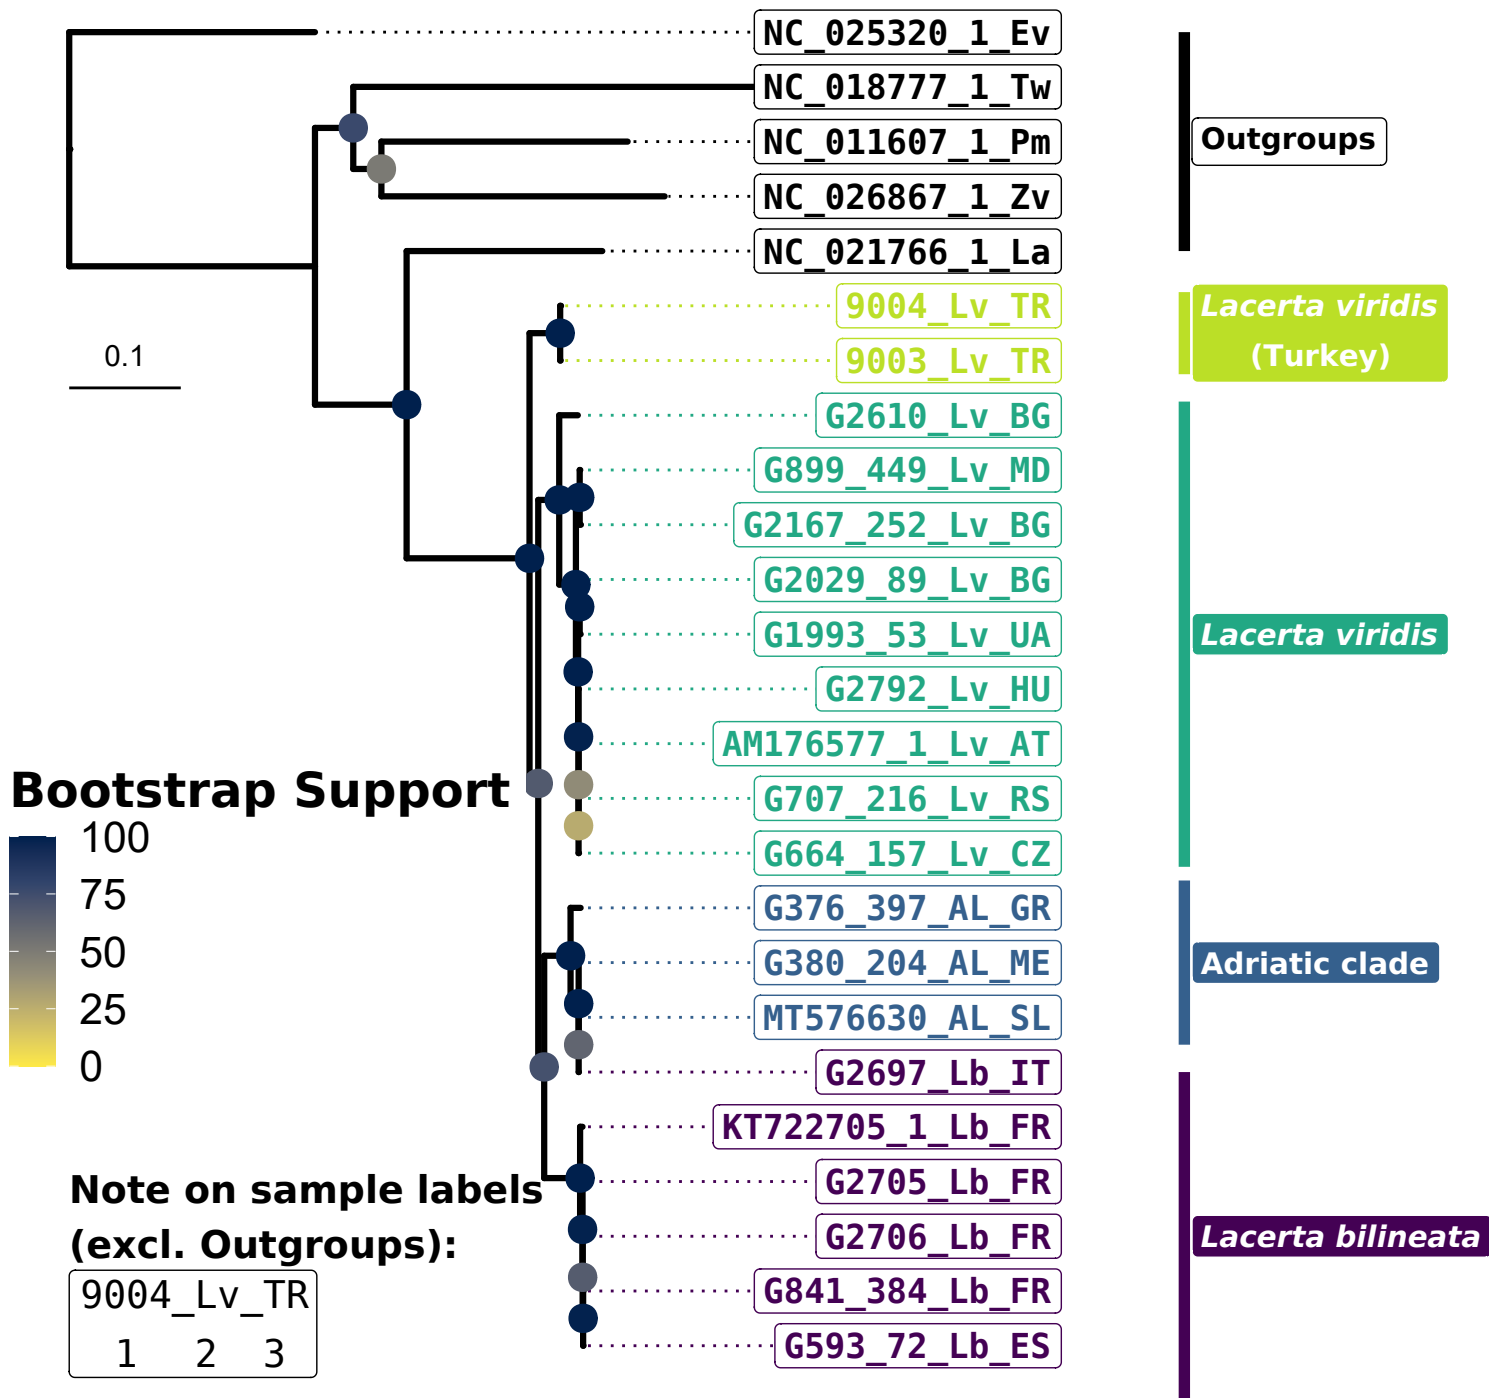 NC_025320_1_Ev
NC_018777_1_Tw
NC_011607_1_Pm
NC_026867_1_Zv
NC_021766_1_La
Outgroups
9004_Lv_TR
9003_Lv_TR
Lacerta viridis
(Turkey)
0.1
G2610_Lv_BG
G899_449_Lv_MD
G2167_252_Lv_BG
G2029_89_Lv_BG
G1993_53_Lv_UA
G2792_Lv_HU
AM176577_1_Lv_AT
G707_216_Lv_RS
G664_157_Lv_CZ
Lacerta viridis
Bootstrap Support
100
75
50
25
0
G376_397_AL_GR
G380_204_AL_ME
MT576630_AL_SL
Adriatic clade
G2697_Lb_IT
KT722705_1_Lb_FR
G2705_Lb_FR
G2706_Lb_FR
G841_384_Lb_FR
G593_72_Lb_ES
Lacerta bilineata
Note on sample labels
(excl. Outgroups):
9004_Lv_TR
1 2 3